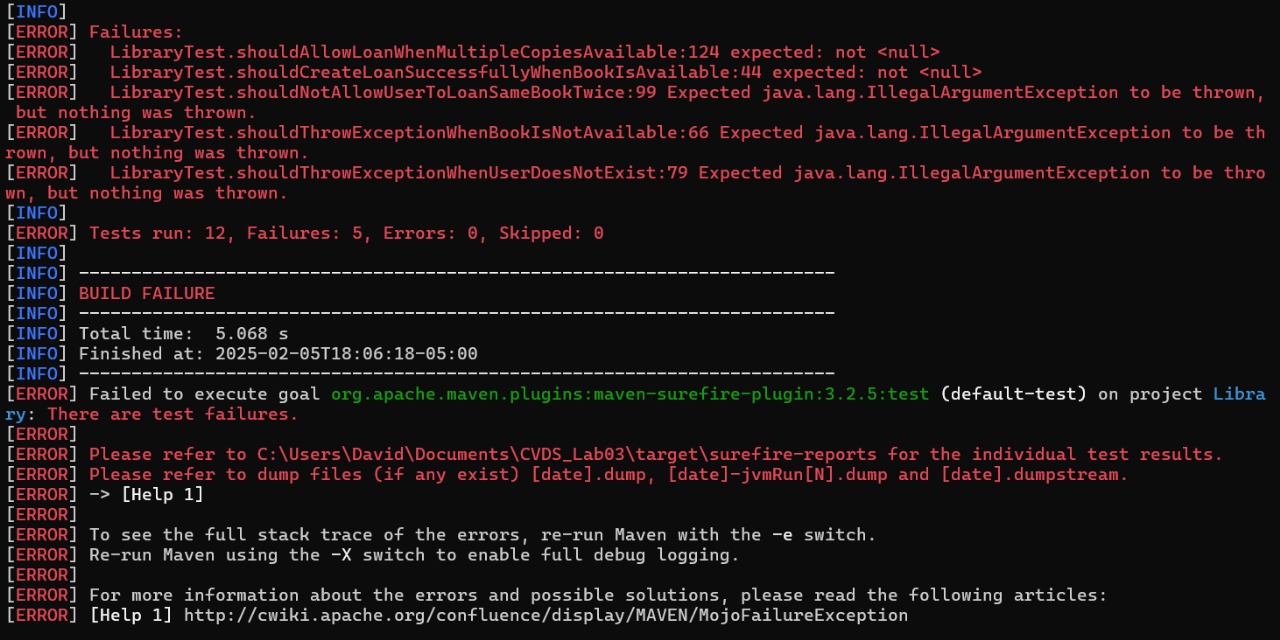 [INFO]
[ERROR] Failures:
[ERROR]   LibraryTest.shouldAllowLoanWhenMultipleCopiesAvailable:124 expected: not <null>
[ERROR]   LibraryTest.shouldCreateLoanSuccessfullyWhenBookIsAvailable:44 expected: not <null>
[ERROR]   LibraryTest.shouldNotAllowUserToLoanSameBookTwice:99 Expected java.lang.IllegalArgumentException to be thrown,
 but nothing was thrown.
[ERROR]   LibraryTest.shouldThrowExceptionWhenBookIsNotAvailable:66 Expected java.lang.IllegalArgumentException to be th
rown, but nothing was thrown.
[ERROR]   LibraryTest.shouldThrowExceptionWhenUserDoesNotExist:79 Expected java.lang.IllegalArgumentException to be thro
wn, but nothing was thrown.
[INFO]
[ERROR] Tests run: 12, Failures: 5, Errors: 0, Skipped: 0
[INFO]
[INFO] ------------------------------------------------------------------------
[INFO] BUILD FAILURE
[INFO] ------------------------------------------------------------------------
[INFO] Total time:  5.068 s
[INFO] Finished at: 2025-02-05T18:06:18-05:00
[INFO] ------------------------------------------------------------------------
[ERROR] Failed to execute goal org.apache.maven.plugins:maven-surefire-plugin:3.2.5:test (default-test) on project Libra
ry: There are test failures.
[ERROR]
[ERROR] Please refer to C:\Users\David\Documents\CVDS_Lab03\target\surefire-reports for the individual test results.
[ERROR] Please refer to dump files (if any exist) [date].dump, [date]-jvmRun[N].dump and [date].dumpstream.
[ERROR] -> [Help 1]
[ERROR]
[ERROR] To see the full stack trace of the errors, re-run Maven with the -e switch.
[ERROR] Re-run Maven using the -X switch to enable full debug logging.
[ERROR]
[ERROR] For more information about the errors and possible solutions, please read the following articles:
[ERROR] [Help 1] http://cwiki.apache.org/confluence/display/MAVEN/MojoFailureException